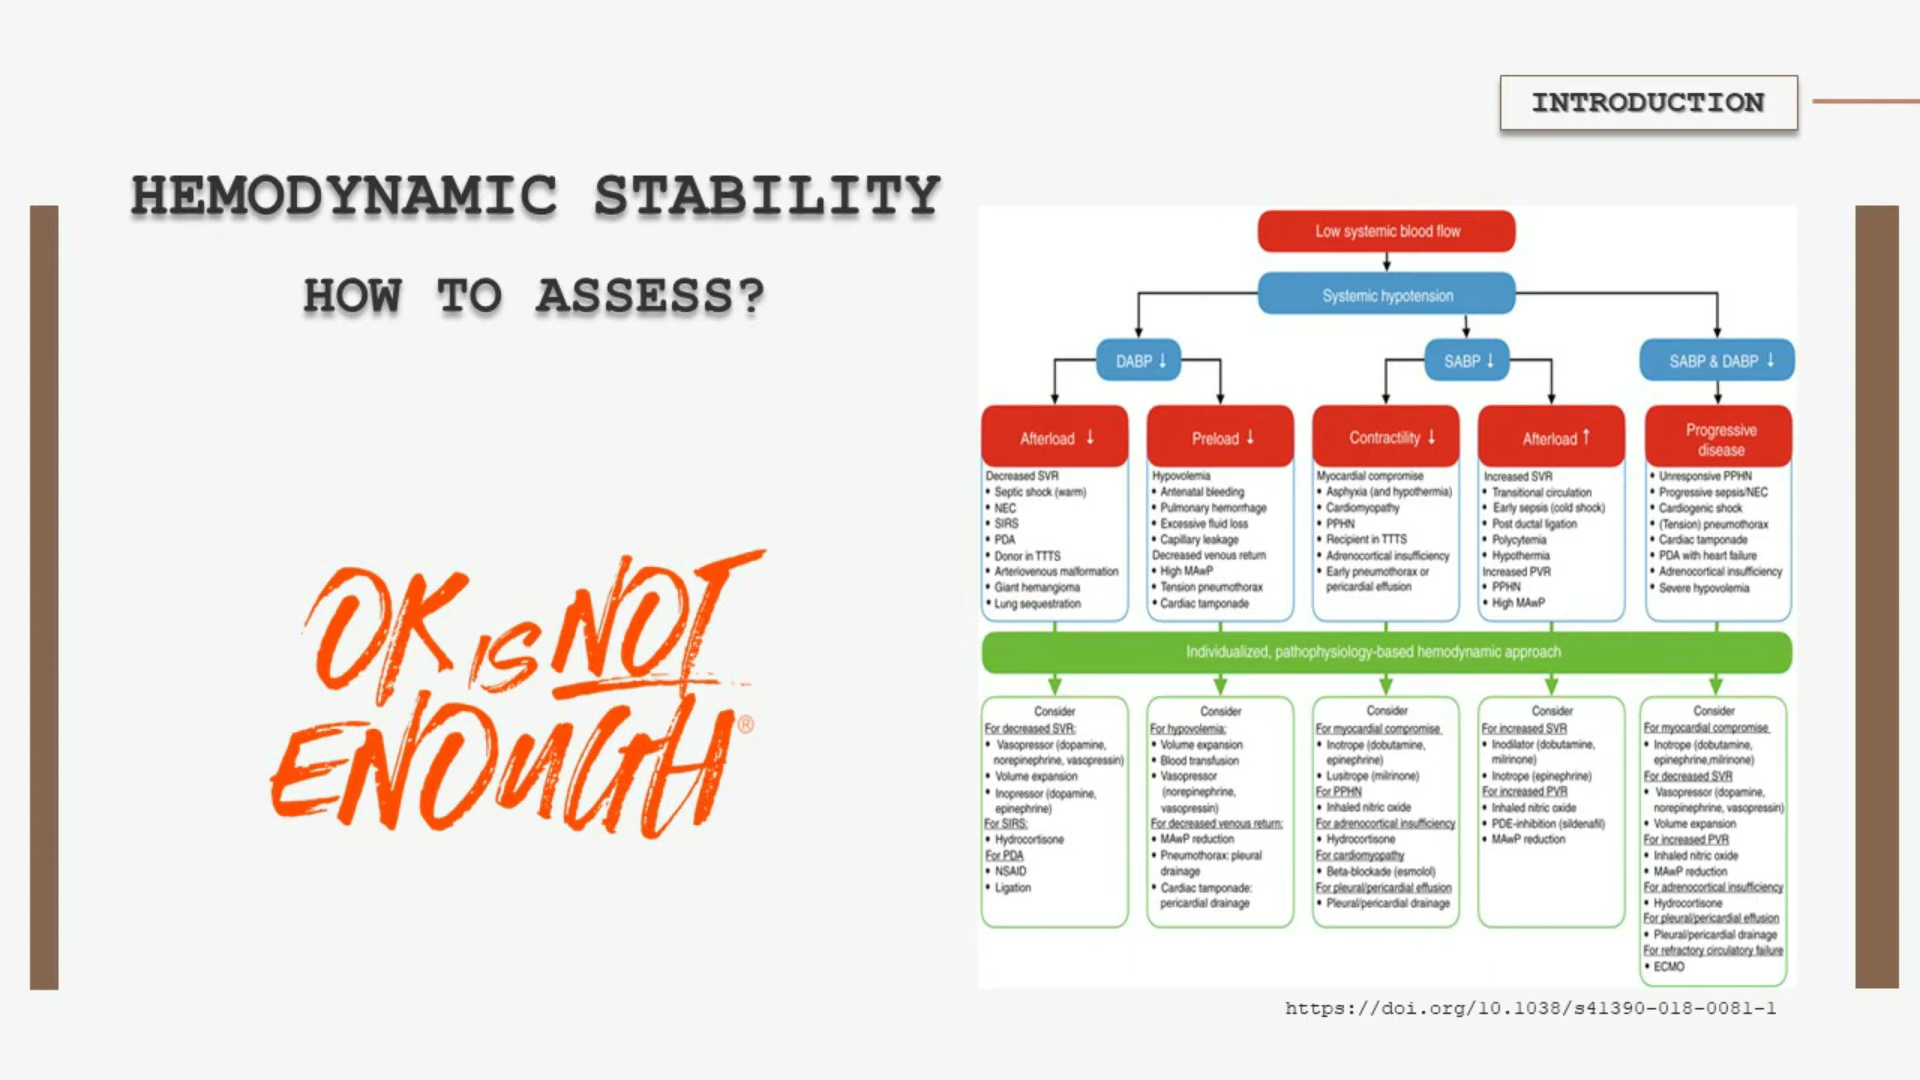 INTRODUCTION
HEMODYNAMIC STABILITY
HOW TO ASSESS?
OK IS NOT
ENOUGH®
Low systemic blood flow
Systemic hypotension
DABP ↓
SABP ↓
SABP & DABP ↓
Afterload ↓
Decreased SVR
• Septic shock (warm)
• NEC
• SIRS
• PDA
• Donor in TTTS
• Arteriovenous malformation
• Giant hemangioma
• Lung sequestration
Preload ↓
Hypovolemia
• Antenatal bleeding
• Pulmonary hemorrhage
• Excessive fluid loss
• Capillary leakage
Decreased venous return
• High MAwP
• Tension pneumothorax
• Cardiac tamponade
Contractility ↓
Myocardial compromise
• Asphyxia (and hypothermia)
• Cardiomyopathy
• PPHN
• Recipient in TTTS
• Adrenocortical insufficiency
• Early pneumothorax or
pericardial effusion
Afterload ↑
Increased SVR
• Transitional circulation
• Early sepsis (cold shock)
• Post ductal ligation
• Polycytemia
• Hypothermia
Increased PVR
• PPHN
• High MAwP
Progressive
disease
• Unresponsive PPHN
• Progressive sepsis/NEC
• Cardiogenic shock
• (Tension) pneumothorax
• Cardiac tamponade
• PDA with heart failure
• Adrenocortical insufficiency
• Severe hypovolemia
Individualized, pathophysiology-based hemodynamic approach
Consider
For decreased SVR:
• Vasopressor (dopamine,
norepinephrine, vasopressin)
• Volume expansion
• Inopressor (dopamine,
epinephrine)
For SIRS:
• Hydrocortisone
For PDA
• NSAID
• Ligation
Consider
For hypovolemia:
• Volume expansion
• Blood transfusion
• Vasopressor
(norepinephrine,
vasopressin)
For decreased venous return:
• MAwP reduction
• Pneumothorax: pleural
drainage
• Cardiac tamponade:
pericardial drainage
Consider
For myocardial compromise
• Inotrope (dobutamine,
epinephrine)
• Lusitrope (milrinone)
For PPHN
• Inhaled nitric oxide
For adrenocortical insufficiency
• Hydrocortisone
For cardiomyopathy
• Beta-blockade (esmolol)
For pleural/pericardial effusion
• Pleural/pericardial drainage
Consider
For increased SVR
• Inodilator (dobutamine,
milrinone)
• Inotrope (epinephrine)
For increased PVR
• Inhaled nitric oxide
• PDE-inhibition (sildenafil)
• MAwP reduction
Consider
For myocardial compromise
• Inotrope (dobutamine,
epinephrine,milrinone)
For decreased SVR
• Vasopressor (dopamine,
norepinephrine, vasopressin)
• Volume expansion
For increased PVR
• Inhaled nitric oxide
• MAwP reduction
For adrenocortical insufficiency
• Hydrocortisone
For pleural/pericardial effusion
• Pleural/pericardial drainage
For refractory circulatory failure
• ECMO
https://doi.org/10.1038/s41390-018-0081-1